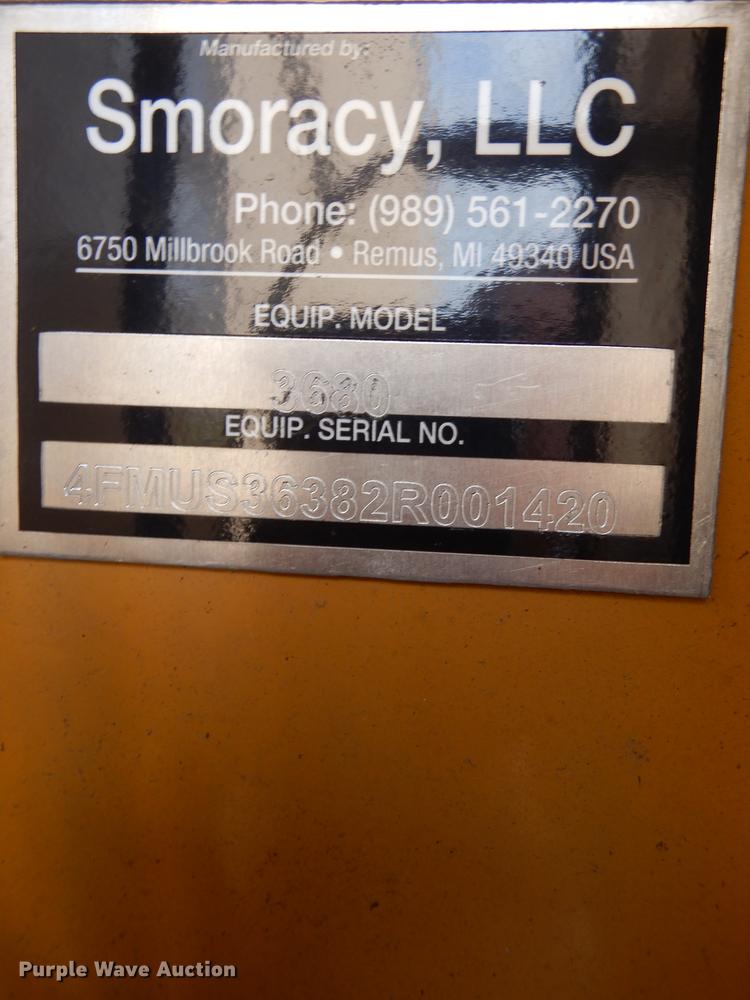 Manufactured by:
Smoracy, LLC
Phone: (989) 561-2270
6750 Millbrook Road • Remus, MI 49340 USA
EQUIP. MODEL
3680
EQUIP. SERIAL NO.
4FMUS36382R001420
Purple Wave Auction